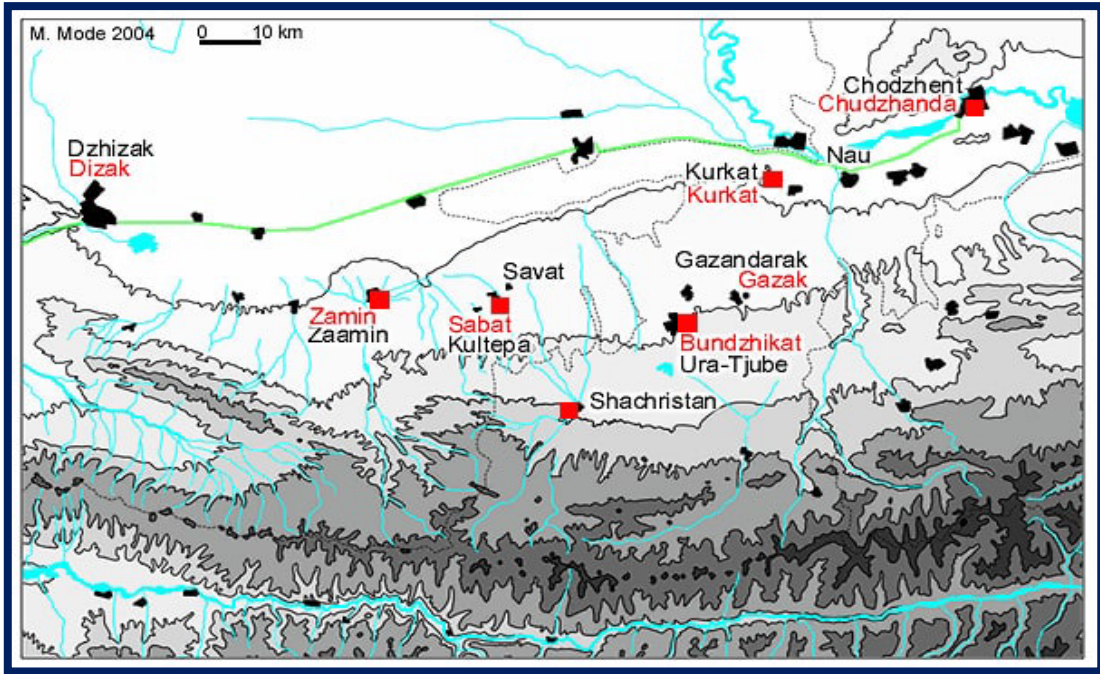 M. Mode 2004
0 10 km
Chodzhent
Chudzhanda
Dzhizak
Dizak
Nau
Kurkat
Kurkat
Gazandarak
Gazak
Savat
Zamin
Zaamin
Sabat
Kultepa
Bundzhikat
Ura-Tjube
Shachristan